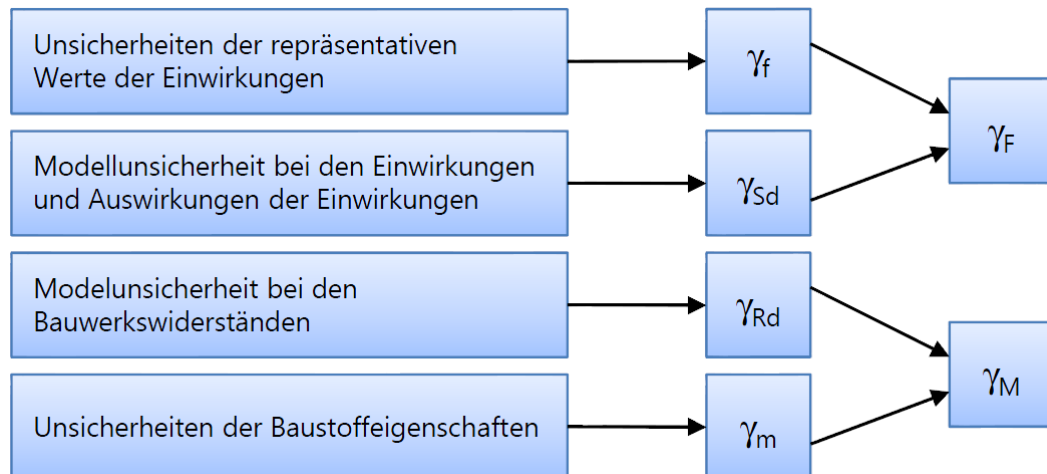 Unsicherheiten der repräsentativen
Werte der Einwirkungen
γf
Modellunsicherheit bei den Einwirkungen
und Auswirkungen der Einwirkungen
γSd
γF
Modelunsicherheit bei den
Bauwerkswiderständen
γRd
Unsicherheiten der Baustoffeigenschaften
γm
γM